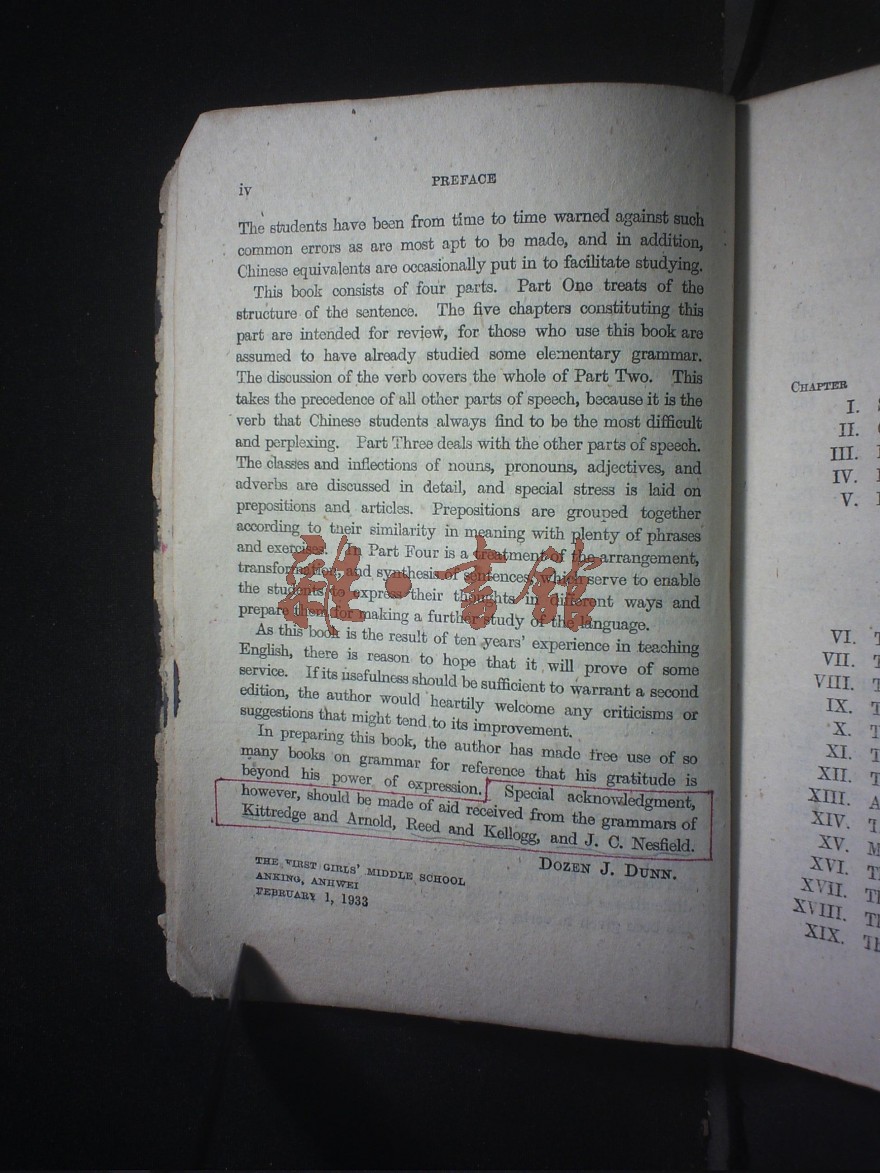 iv
PREFACE
The students have been from time to time warned against such
common errors as are most apt to be made, and in addition,
Chinese equivalents are occasionally put in to facilitate studying.
This book consists of four parts. Part One treats of the
structure of the sentence. The five chapters constituting this
part are intended for review, for those who use this book are
assumed to have already studied some elementary grammar.
The discussion of the verb covers the whole of Part Two. This
takes the precedence of all other parts of speech, because it is the
verb that Chinese students always find to be the most difficult
and perplexing. Part Three deals with the other parts of speech.
The classes and inflections of nouns, pronouns, adjectives, and
adverbs are discussed in detail, and special stress is laid on
prepositions and articles. Prepositions are grouped together
according to their similarity in meaning with plenty of phrases
and exercises. In Part Four is a treatment of the arrangement,
transformation, and synthesis of sentences, which serve to enable
the students to express their thoughts in different ways and
prepare them for making a further study of the language.
As this book is the result of ten years' experience in teaching
English, there is reason to hope that it will prove of some
service. If its usefulness should be sufficient to warrant a second
edition, the author would heartily welcome any criticisms or
suggestions that might tend to its improvement.
In preparing this book, the author has made free use of so
many books on grammar for reference that his gratitude is
beyond his power of expression. Special acknowledgment,
however, should be made of aid received from the grammars of
Kittredge and Arnold, Reed and Kellogg, and J. C. Nesfield.
DOZEN J. DUNN.
THE FIRST GIRLS' MIDDLE SCHOOL
ANKING, ANHWEI
FEBRUARY 1, 1933
雜·書館
CHAPTER
I.
II.
III.
IV.
V.
VI. T
VII. T
VIII. T
IX. T
X. T
XI. T
XII. T
XIII. A
XIV. T
XV. M
XVI. Th
XVII. Th
XVIII. Th
XIX. Th